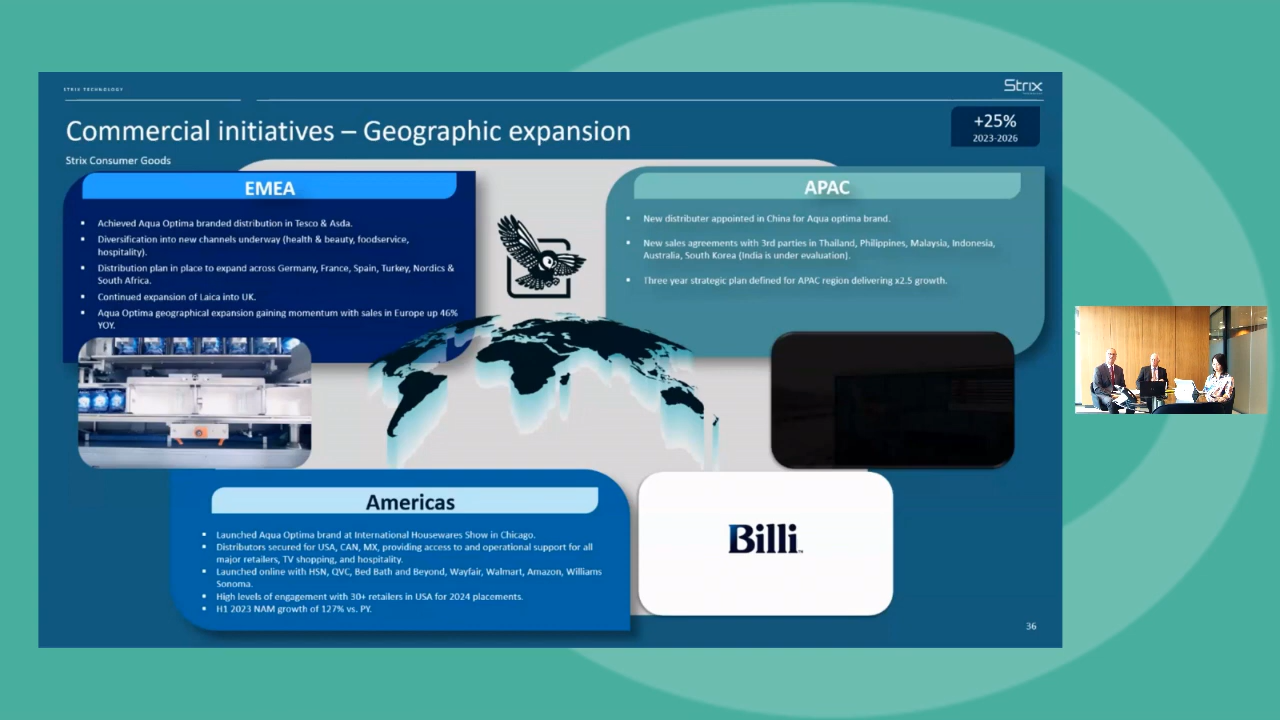 STRIX TECHNOLOGY
Strix
Commercial initiatives – Geographic expansion
+25%
2023-2026
Strix Consumer Goods
EMEA
Achieved Aqua Optima branded distribution in Tesco & Asda.
Diversification into new channels underway (health & beauty, foodservice,
hospitality).
Distribution plan in place to expand across Germany, France, Spain, Turkey, Nordics &
South Africa.
Continued expansion of Laica into UK.
Aqua Optima geographical expansion gaining momentum with sales in Europe up 46%
YOY.
APAC
New distributer appointed in China for Aqua optima brand.
New sales agreements with 3rd parties in Thailand, Philippines, Malaysia, Indonesia,
Australia, South Korea (India is under evaluation).
Three year strategic plan defined for APAC region delivering x2.5 growth.
Americas
Launched Aqua Optima brand at International Housewares Show in Chicago.
Distributors secured for USA, CAN, MX, providing access to and operational support for all
major retailers, TV shopping, and hospitality.
Launched online with HSN, QVC, Bed Bath and Beyond, Wayfair, Walmart, Amazon, Williams
Sonoma.
High levels of engagement with 30+ retailers in USA for 2024 placements.
H1 2023 NAM growth of 127% vs. PY.
Billi
36